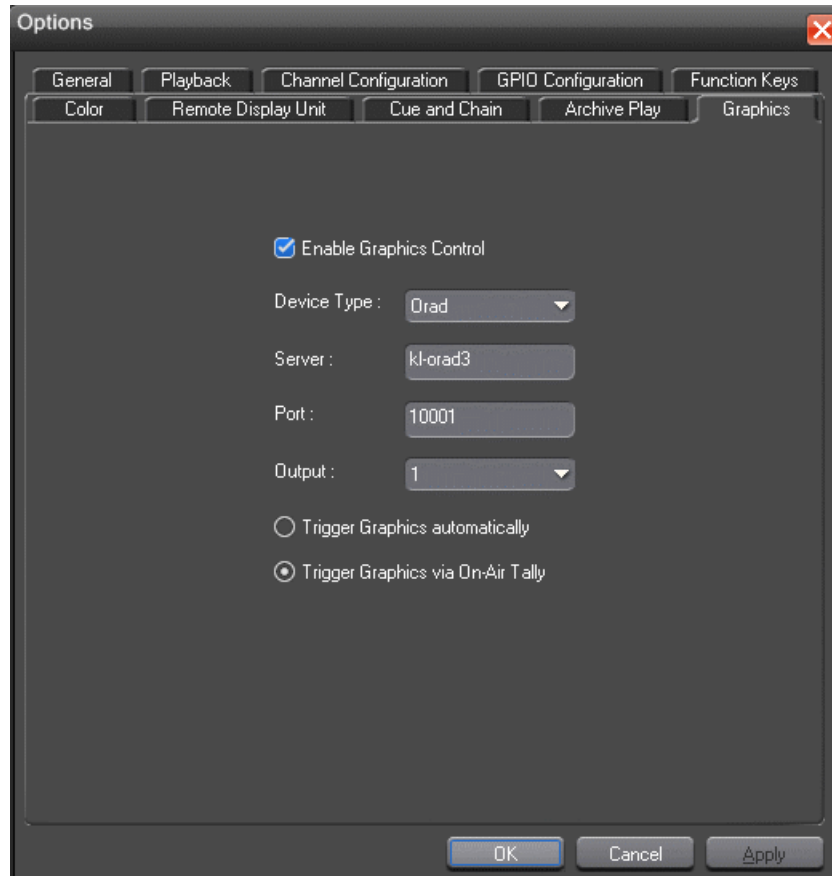 Options
General Playback Channel Configuration GPIO Configuration Function Keys
Color Remote Display Unit Cue and Chain Archive Play Graphics
Enable Graphics Control
Device Type : Orad
Server : kl-orad3
Port : 10001
Output : 1
Trigger Graphics automatically
Trigger Graphics via On-Air Tally
OK Cancel Apply